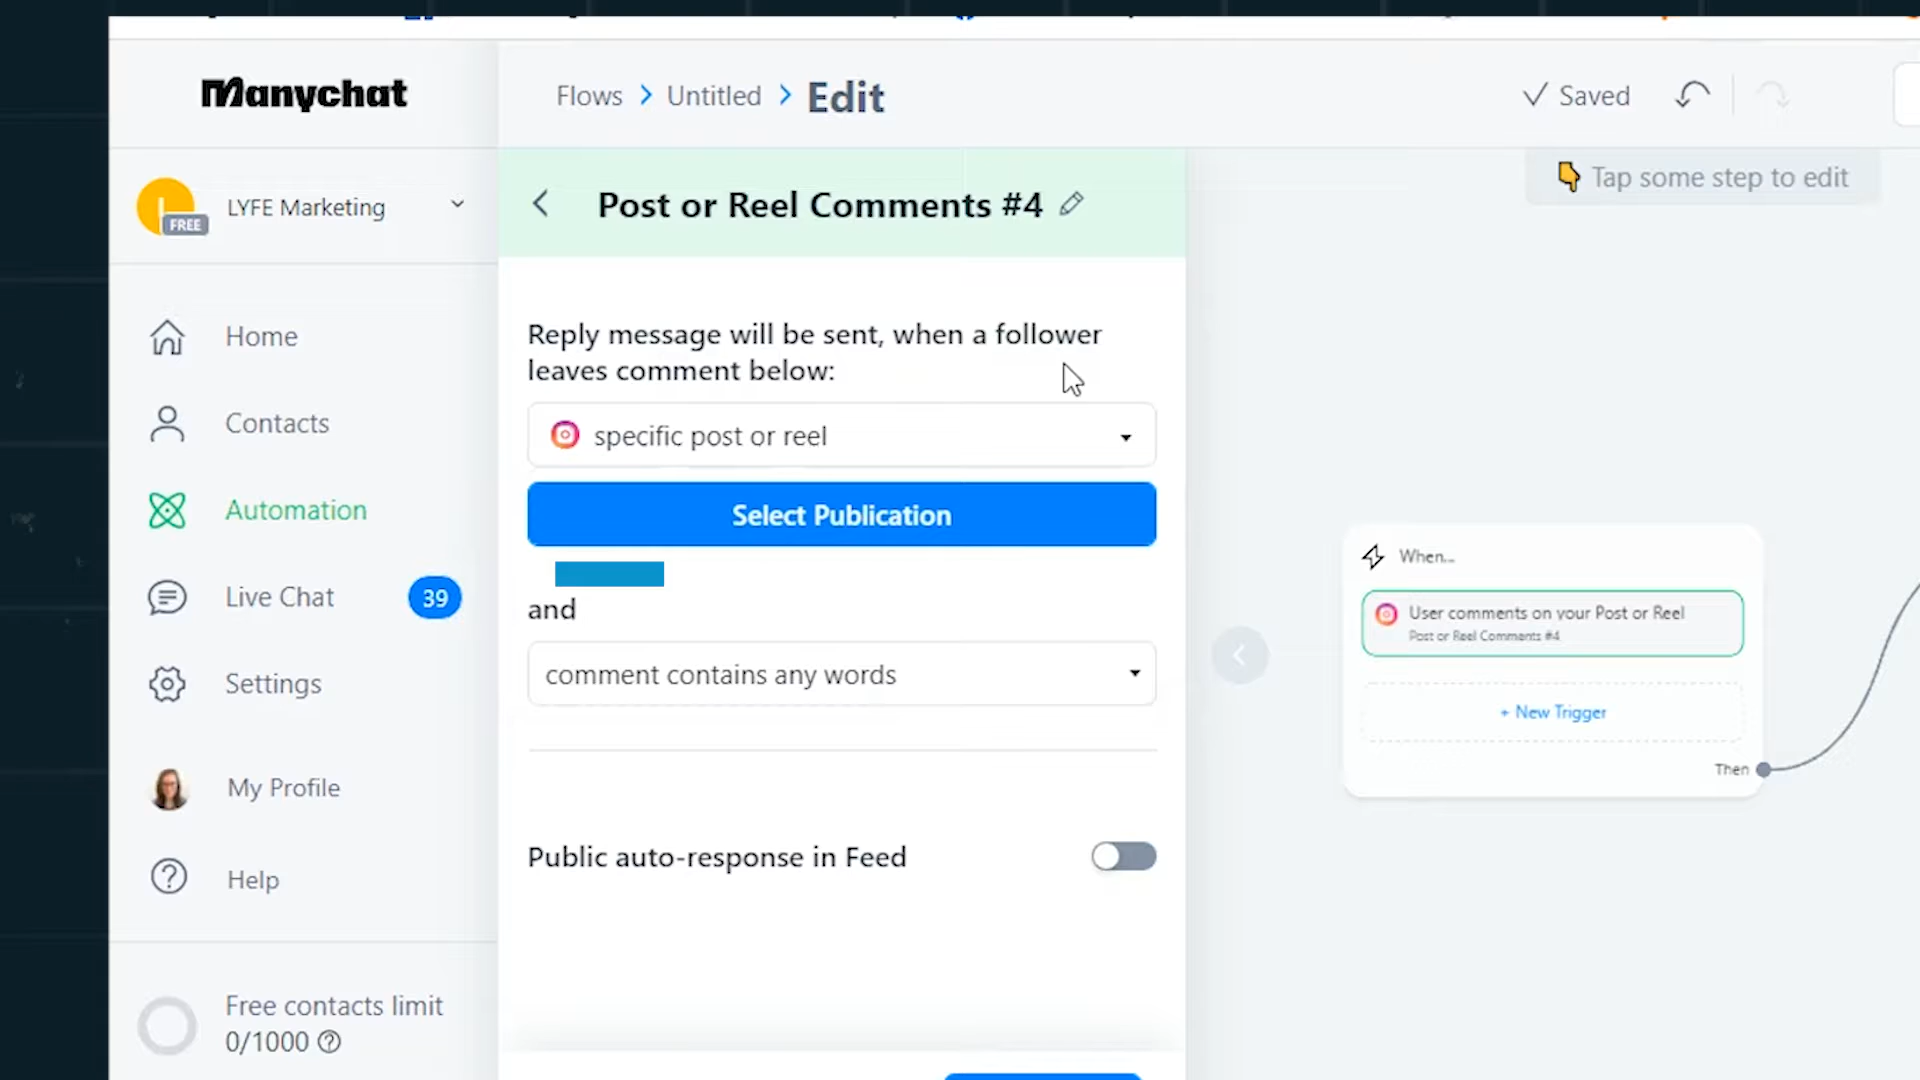 Manychat
Flows > Untitled > Edit
Saved
LYFE Marketing
FREE
Post or Reel Comments #4
Tap some step to edit
Home
Contacts
Automation
Live Chat
39
Settings
My Profile
Help
Free contacts limit
0/1000
Reply message will be sent, when a follower
leaves comment below:
specific post or reel
Select Publication
and
comment contains any words
Public auto-response in Feed
When...
User comments on your Post or Reel
Post or Reel Comments #4
+ New Trigger
Then